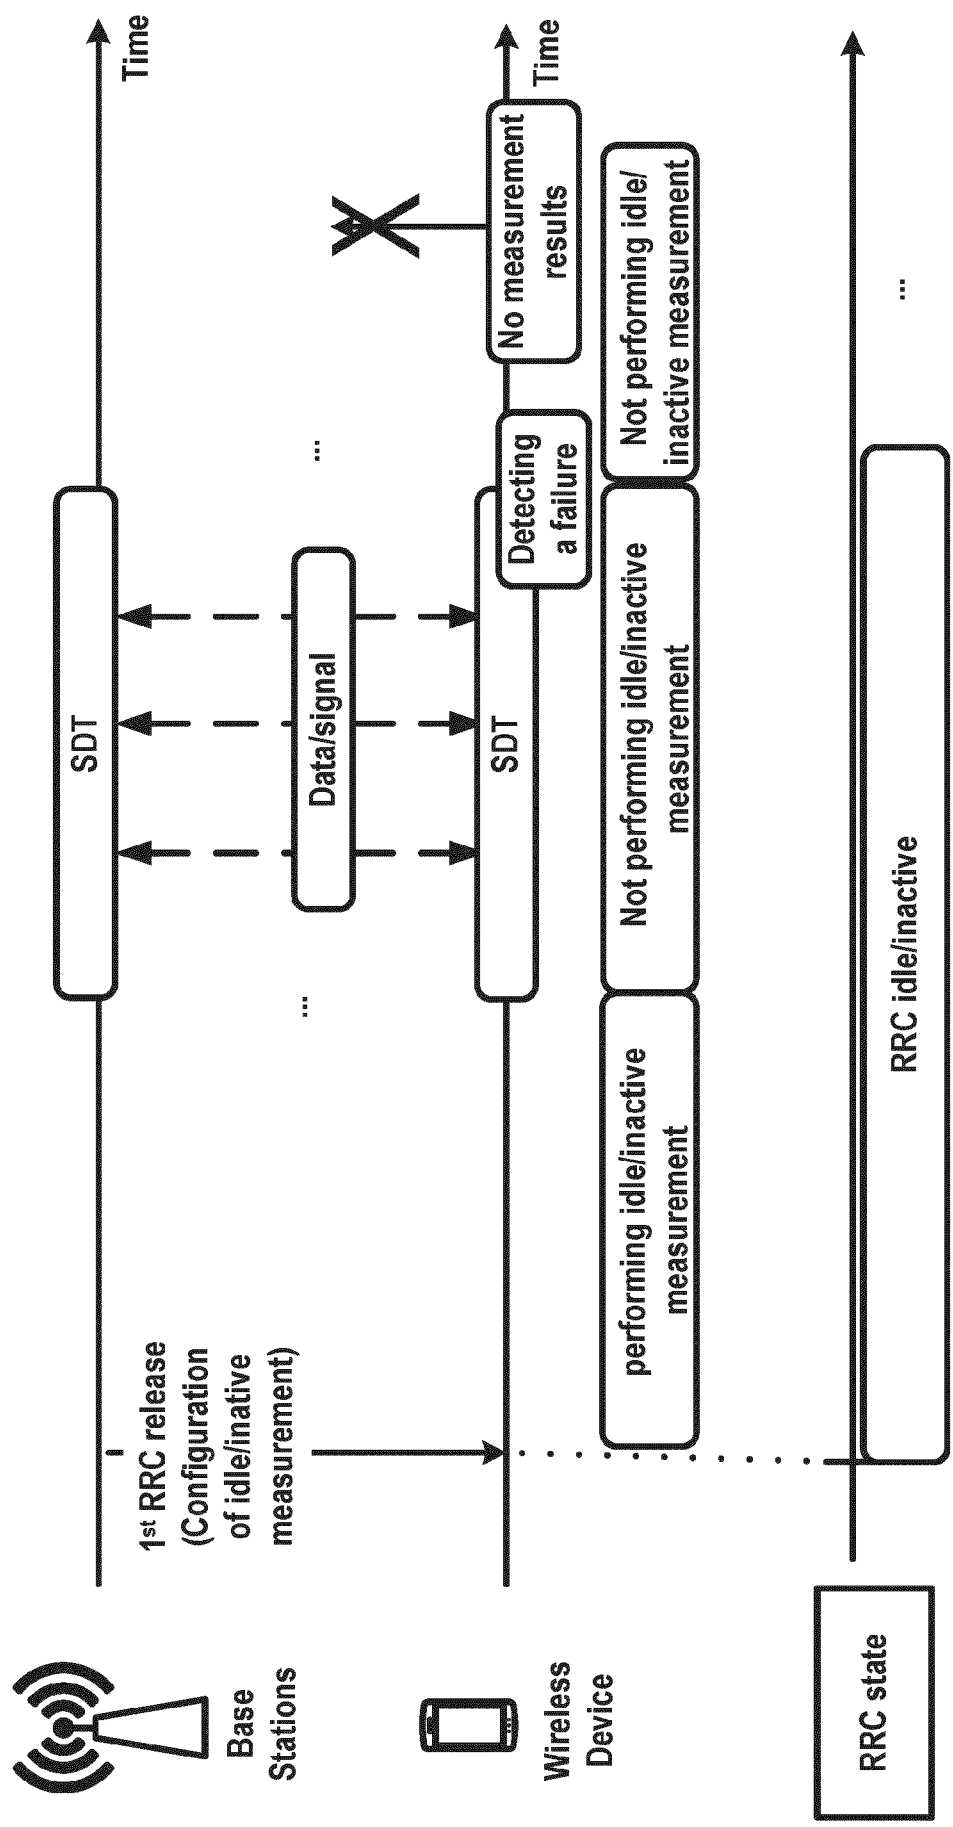 Base
Stations
1st RRC release
(Configuration
of idle/inative
measurement)
SDT
Time
...
Data/signal
...
Wireless
Device
SDT
Detecting
a failure
No measurement
results
Time
performing idle/inactive
measurement
Not performing idle/inactive
measurement
Not performing idle/
inactive measurement
RRC state
RRC idle/inactive
...